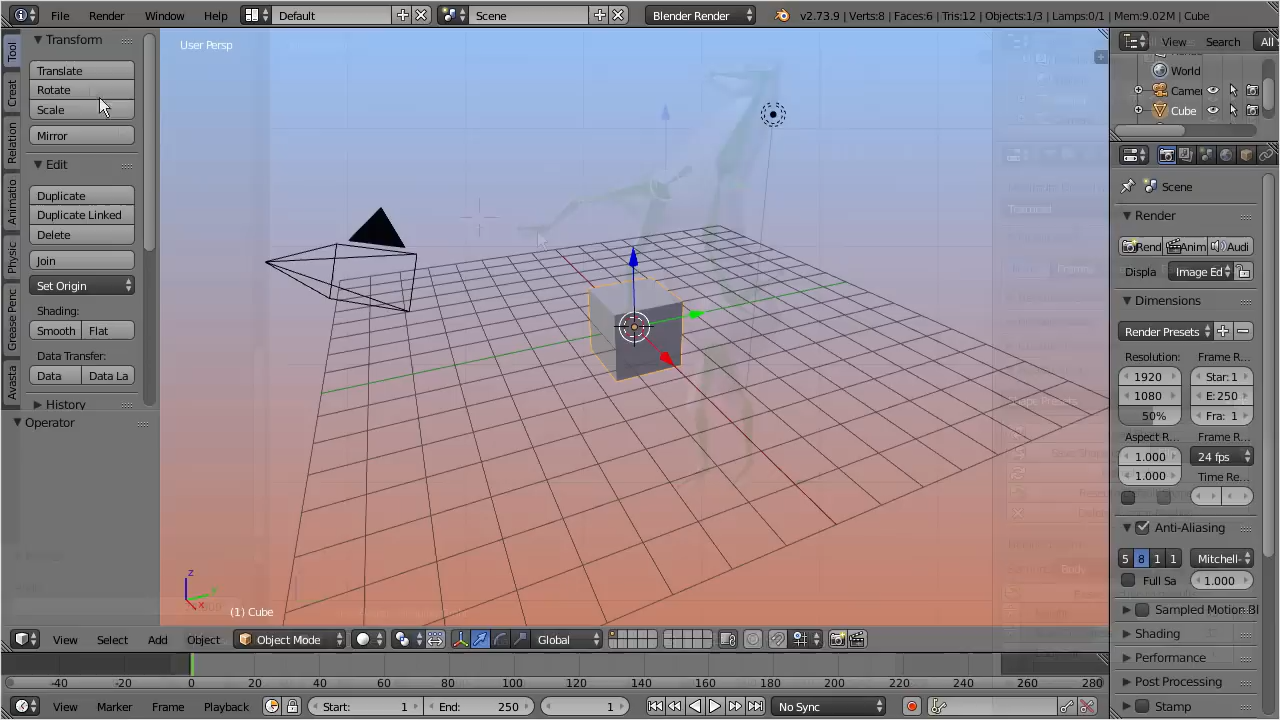 File Render Window Help Default Scene Blender Render v2.73.9 | Verts:8 | Faces:6 | Tris:12 | Objects:1/3 | Lamps:0/1 | Mem:9.02M | Cube
Transform
Translate
Rotate
Scale
Mirror
Edit
Duplicate
Duplicate Linked
Delete
Join
Set Origin
Shading:
Smooth Flat
Data Transfer:
Data Data La
History
Operator
Tool
Creat
Relation
Animatio
Physic
Grease Penc
Avasta
User Persp
z
x
(1) Cube
View Select Add Object Object Mode Global
-40 -20 0 20 40 60 80 100 120 140 160 180 200 220 240 260 280
View Marker Frame Playback Start: 1 End: 250 1 No Sync
View Search All
World
Camer
Cube
Scene
Render
Rend Anim Audi
Displa Image Ed
Dimensions
Render Presets
Resolution: Frame R...
1920 Star: 1
1080 E: 250
50% Fra: 1
Aspect R... Frame R...
1.000 24 fps
1.000 Time Re...
Anti-Aliasing
5 8 1 1 Mitchell-
Full Sa 1.000
Sampled Motion Bl
Shading
Performance
Post Processing
Stamp